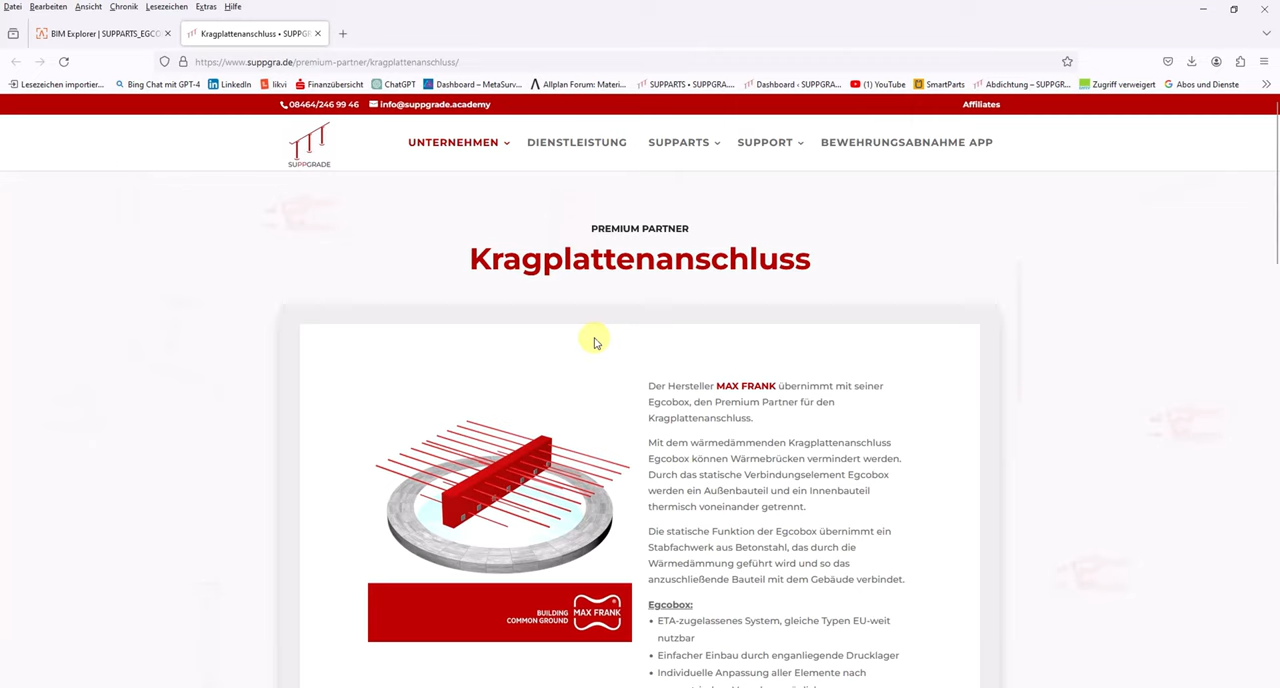 Datei Bearbeiten Ansicht Chronik Extras Lesezeichen Hilfe
BIM Explorer | SUPPARTS_EGCO
Kragplattenanschluss • SUPPGR
https://www.suppgra.de/premium-partner/kragplattenanschluss/
Lesezeichen importier... Bing Chat mit GPT-4 LinkedIn likvi Finanzübersicht ChatGPT Dashboard – MetaSurv... Allplan Forum: Materi... SUPPARTS • SUPPGRA... Dashboard ‹ SUPPGRA... (1) YouTube SmartParts Abdichtung – SUPPGR... Zugriff verweigert Abos und Dienste
08464/246 99 46 info@suppgrade.academy Affiliates
SUPPGRADE
UNTERNEHMEN DIENSTLEISTUNG SUPPARTS SUPPORT BEWEHRUNGSABNAHME APP
PREMIUM PARTNER
Kragplattenanschluss
Der Hersteller MAX FRANK übernimmt mit seiner
Egcobox, den Premium Partner für den
Kragplattenanschluss.
Mit dem wärmedämmenden Kragplattenanschluss
Egcobox können Wärmebrücken vermindert werden.
Durch das statische Verbindungselement Egcobox
werden ein Außenbauteil und ein Innenbauteil
thermisch voneinander getrennt.
Die statische Funktion der Egcobox übernimmt ein
Stabfachwerk aus Betonstahl, das durch die
Wärmedämmung geführt wird und so das
anzuschließende Bauteil mit dem Gebäude verbindet.
Egcobox:
• ETA-zugelassenes System, gleiche Typen EU-weit
nutzbar
• Einfacher Einbau durch enganliegende Drucklager
• Individuelle Anpassung aller Elemente nach
BUILDING
COMMON GROUND
MAX FRANK